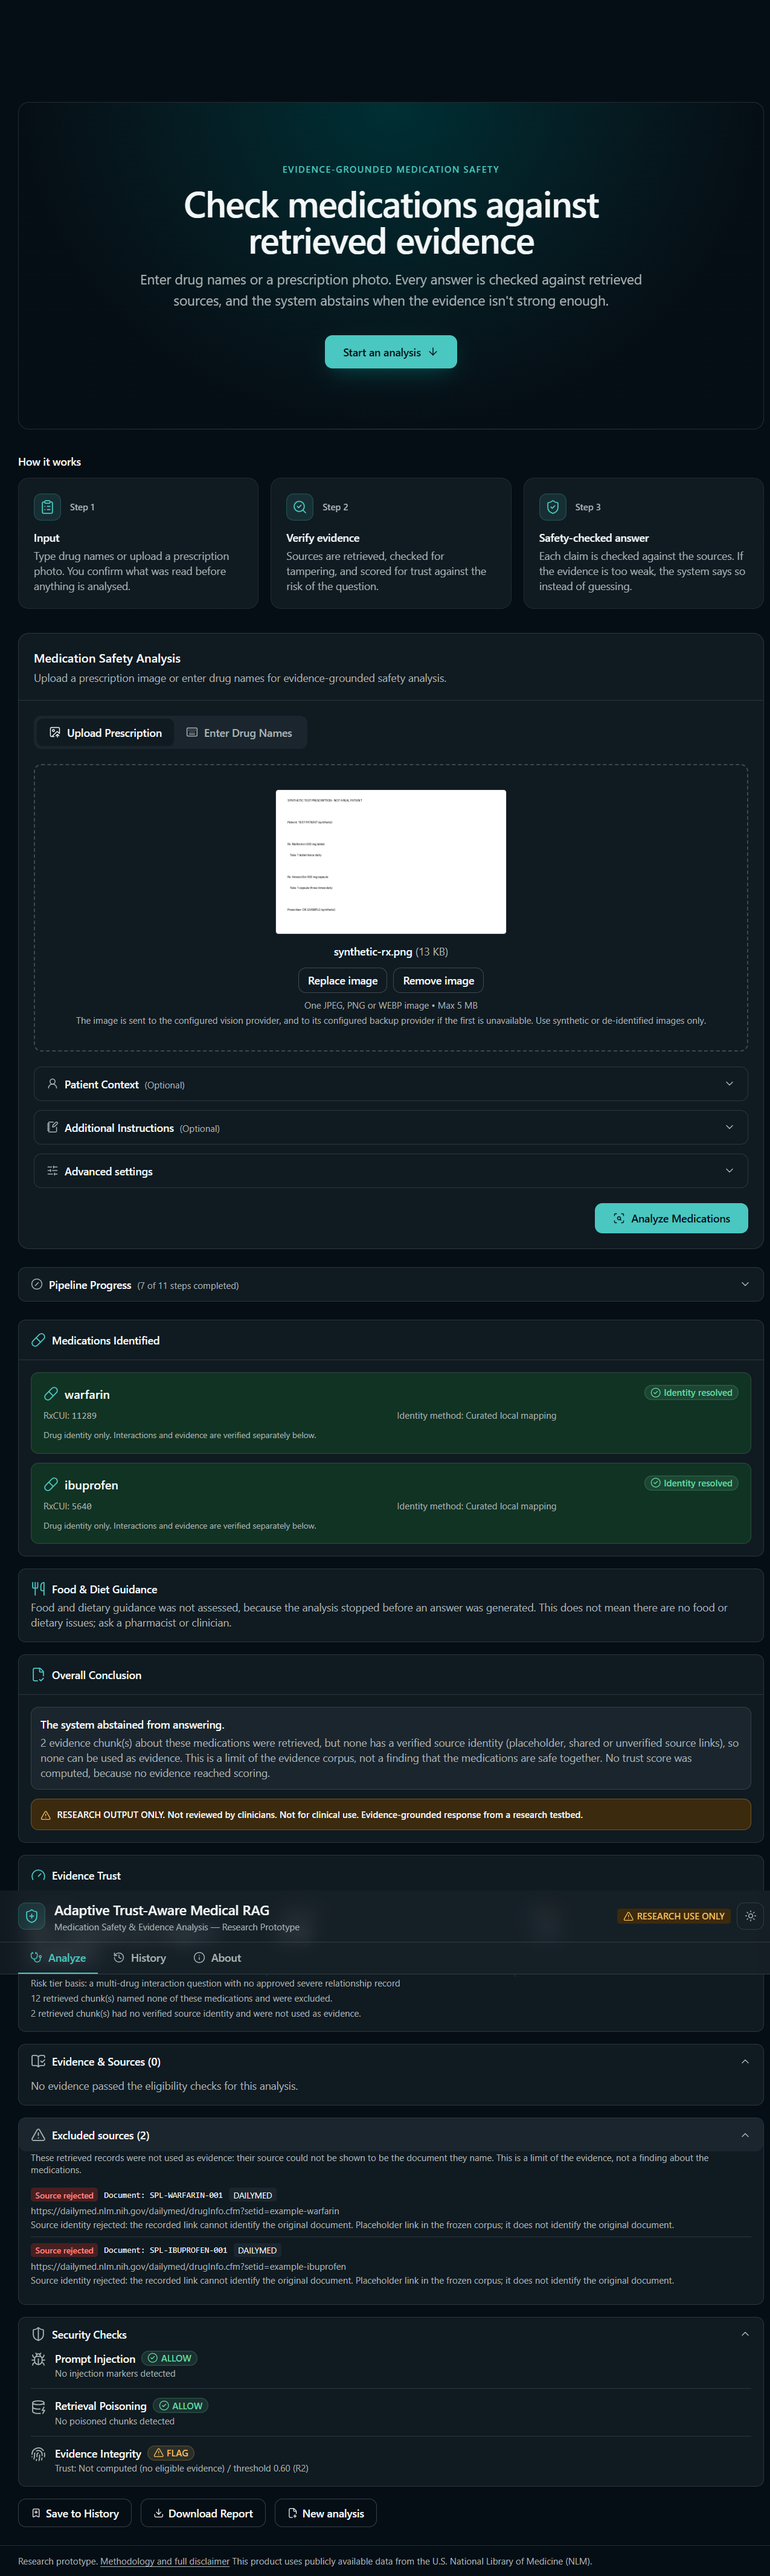 EVIDENCE-GROUNDED MEDICATION SAFETY
Check medications against
retrieved evidence
Enter drug names or a prescription photo. Every answer is checked against retrieved
sources, and the system abstains when the evidence isn't strong enough.
Start an analysis
How it works
Step 1
Input
Type drug names or upload a prescription
photo. You confirm what was read before
anything is analysed.
Step 2
Verify evidence
Sources are retrieved, checked for
tampering, and scored for trust against the
risk of the question.
Step 3
Safety-checked answer
Each claim is checked against the sources. If
the evidence is too weak, the system says so
instead of guessing.
Medication Safety Analysis
Upload a prescription image or enter drug names for evidence-grounded safety analysis.
Upload Prescription
Enter Drug Names
SYNTHETIC TEST PRESCRIPTION - NOT A REAL PATIENT
Patient: TEST PATIENT (synthetic)
Take 1 tablet once daily
Take 1 capsule three times daily
synthetic-rx.png (13 KB)
Replace image
Remove image
One JPEG, PNG or WEBP image • Max 5 MB
The image is sent to the configured vision provider, and to its configured backup provider if the first is unavailable. Use synthetic or de-identified images only.
Patient Context (Optional)
Additional Instructions (Optional)
Advanced settings
Analyze Medications
Pipeline Progress (7 of 11 steps completed)
Medications Identified
warfarin
Identity resolved
RxCUI: 11289
Identity method: Curated local mapping
Drug identity only. Interactions and evidence are verified separately below.
ibuprofen
Identity resolved
RxCUI: 5640
Identity method: Curated local mapping
Drug identity only. Interactions and evidence are verified separately below.
Food & Diet Guidance
Food and dietary guidance was not assessed, because the analysis stopped before an answer was generated. This does not mean there are no food or
dietary issues; ask a pharmacist or clinician.
Overall Conclusion
The system abstained from answering.
2 evidence chunk(s) about these medications were retrieved, but none has a verified source identity (placeholder, shared or unverified source links), so
none can be used as evidence. This is a limit of the evidence corpus, not a finding that the medications are safe together. No trust score was
computed, because no evidence reached scoring.
RESEARCH OUTPUT ONLY. Not reviewed by clinicians. Not for clinical use. Evidence-grounded response from a research testbed.
Evidence Trust
Adaptive Trust-Aware Medical RAG
Medication Safety & Evidence Analysis — Research Prototype
RESEARCH USE ONLY
Analyze
History
About
Risk tier basis: a multi-drug interaction question with no approved severe relationship record
12 retrieved chunk(s) named none of these medications and were excluded.
2 retrieved chunk(s) had no verified source identity and were not used as evidence.
Evidence & Sources (0)
No evidence passed the eligibility checks for this analysis.
Excluded sources (2)
These retrieved records were not used as evidence: their source could not be shown to be the document they name. This is a limit of the evidence, not a finding about the
medications.
Source rejected Document: SPL-WARFARIN-001 DAILYMED
https://dailymed.nlm.nih.gov/dailymed/drugInfo.cfm?setid=example-warfarin
Source identity rejected: the recorded link cannot identify the original document. Placeholder link in the frozen corpus; it does not identify the original document.
Source rejected Document: SPL-IBUPROFEN-001 DAILYMED
https://dailymed.nlm.nih.gov/dailymed/drugInfo.cfm?setid=example-ibuprofen
Source identity rejected: the recorded link cannot identify the original document. Placeholder link in the frozen corpus; it does not identify the original document.
Security Checks
Prompt Injection ALLOW
No injection markers detected
Retrieval Poisoning ALLOW
No poisoned chunks detected
Evidence Integrity FLAG
Trust: Not computed (no eligible evidence) / threshold 0.60 (R2)
Save to History
Download Report
New analysis
Research prototype. Methodology and full disclaimer This product uses publicly available data from the U.S. National Library of Medicine (NLM).